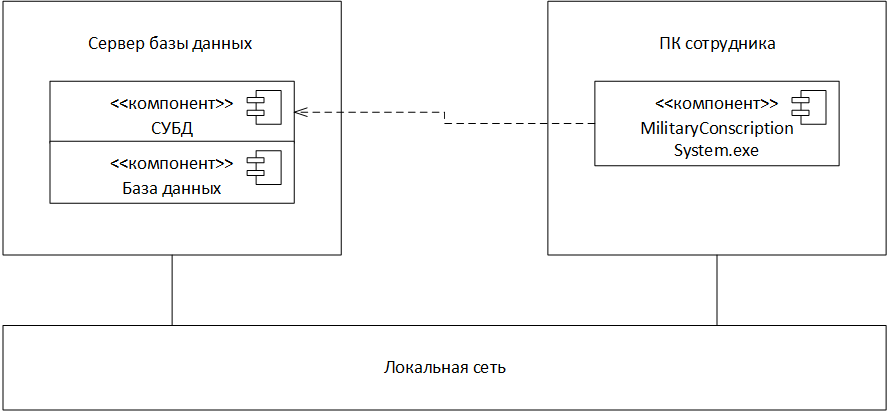 Сервер базы данных
<<компонент>>
СУБД
<<компонент>>
База данных
ПК сотрудника
<<компонент>>
MilitaryConscription
System.exe
Локальная сеть